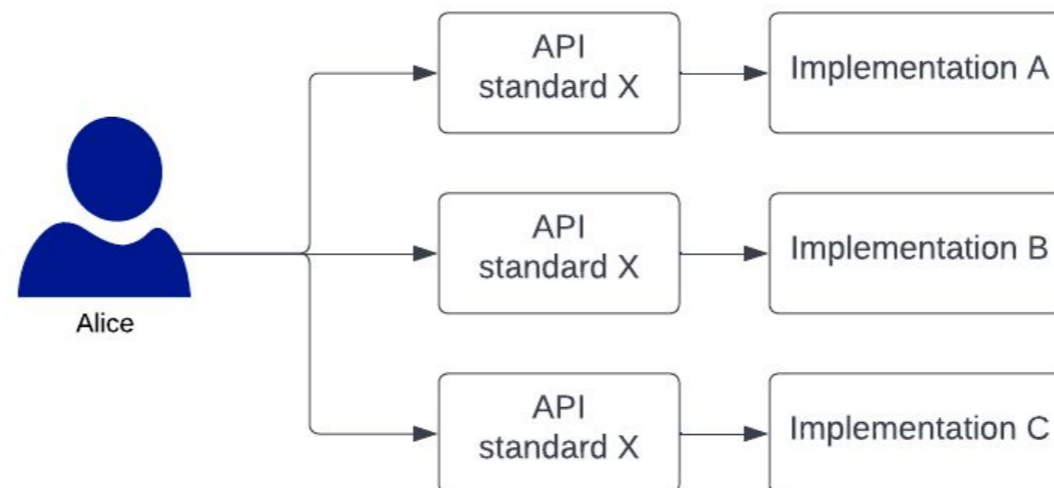 API
standard X
Implementation A
Alice
API
standard X
Implementation B
API
standard X
Implementation C